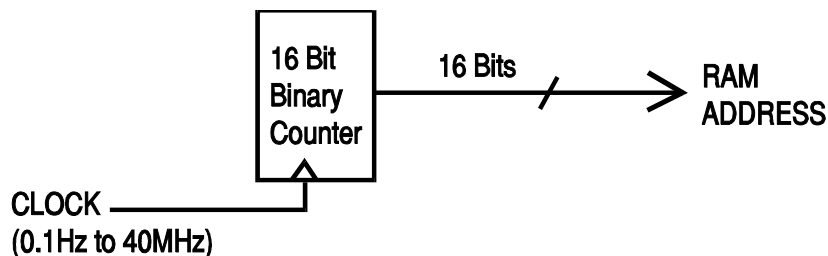 16 Bit
Binary
Counter
16 Bits
RAM
ADDRESS
CLOCK
(0.1Hz to 40MHz)